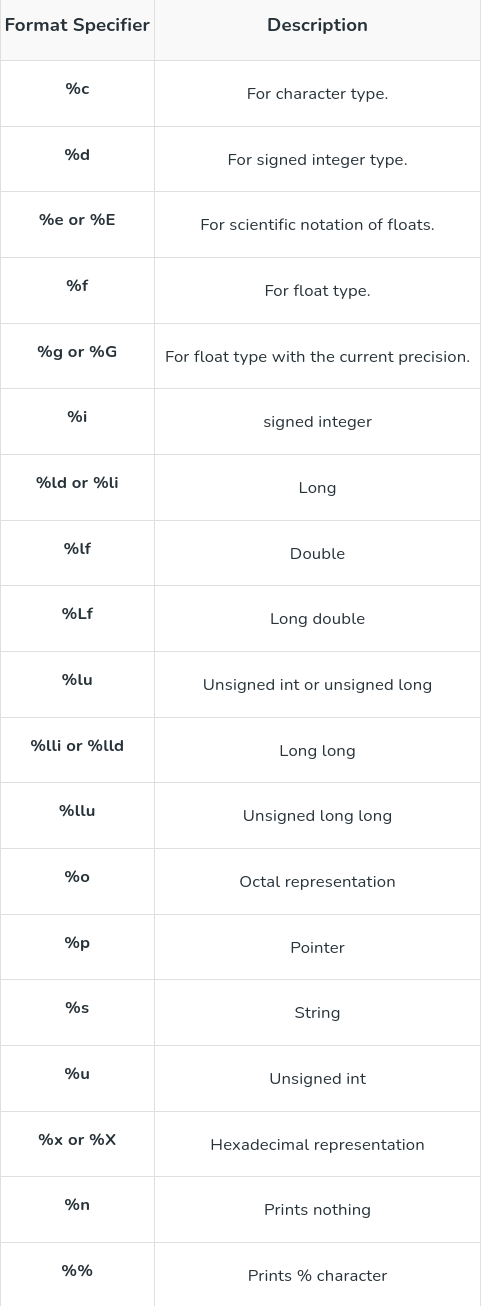 Format Specifier Description
%c For character type.
%d For signed integer type.
%e or %E For scientific notation of floats.
%f For float type.
%g or %G For float type with the current precision.
%i signed integer
%ld or %li Long
%lf Double
%Lf Long double
%lu Unsigned int or unsigned long
%lli or %lld Long long
%llu Unsigned long long
%o Octal representation
%p Pointer
%s String
%u Unsigned int
%x or %X Hexadecimal representation
%n Prints nothing
%% Prints % character